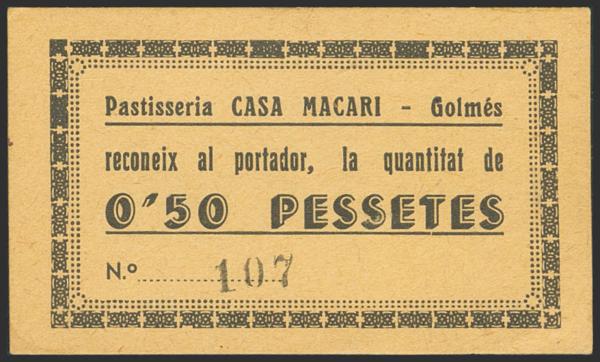 Pastisseria CASA MACARI - Golmés
reconeix al portador, la quantitat de
0'50 PESSETES
N.º 107